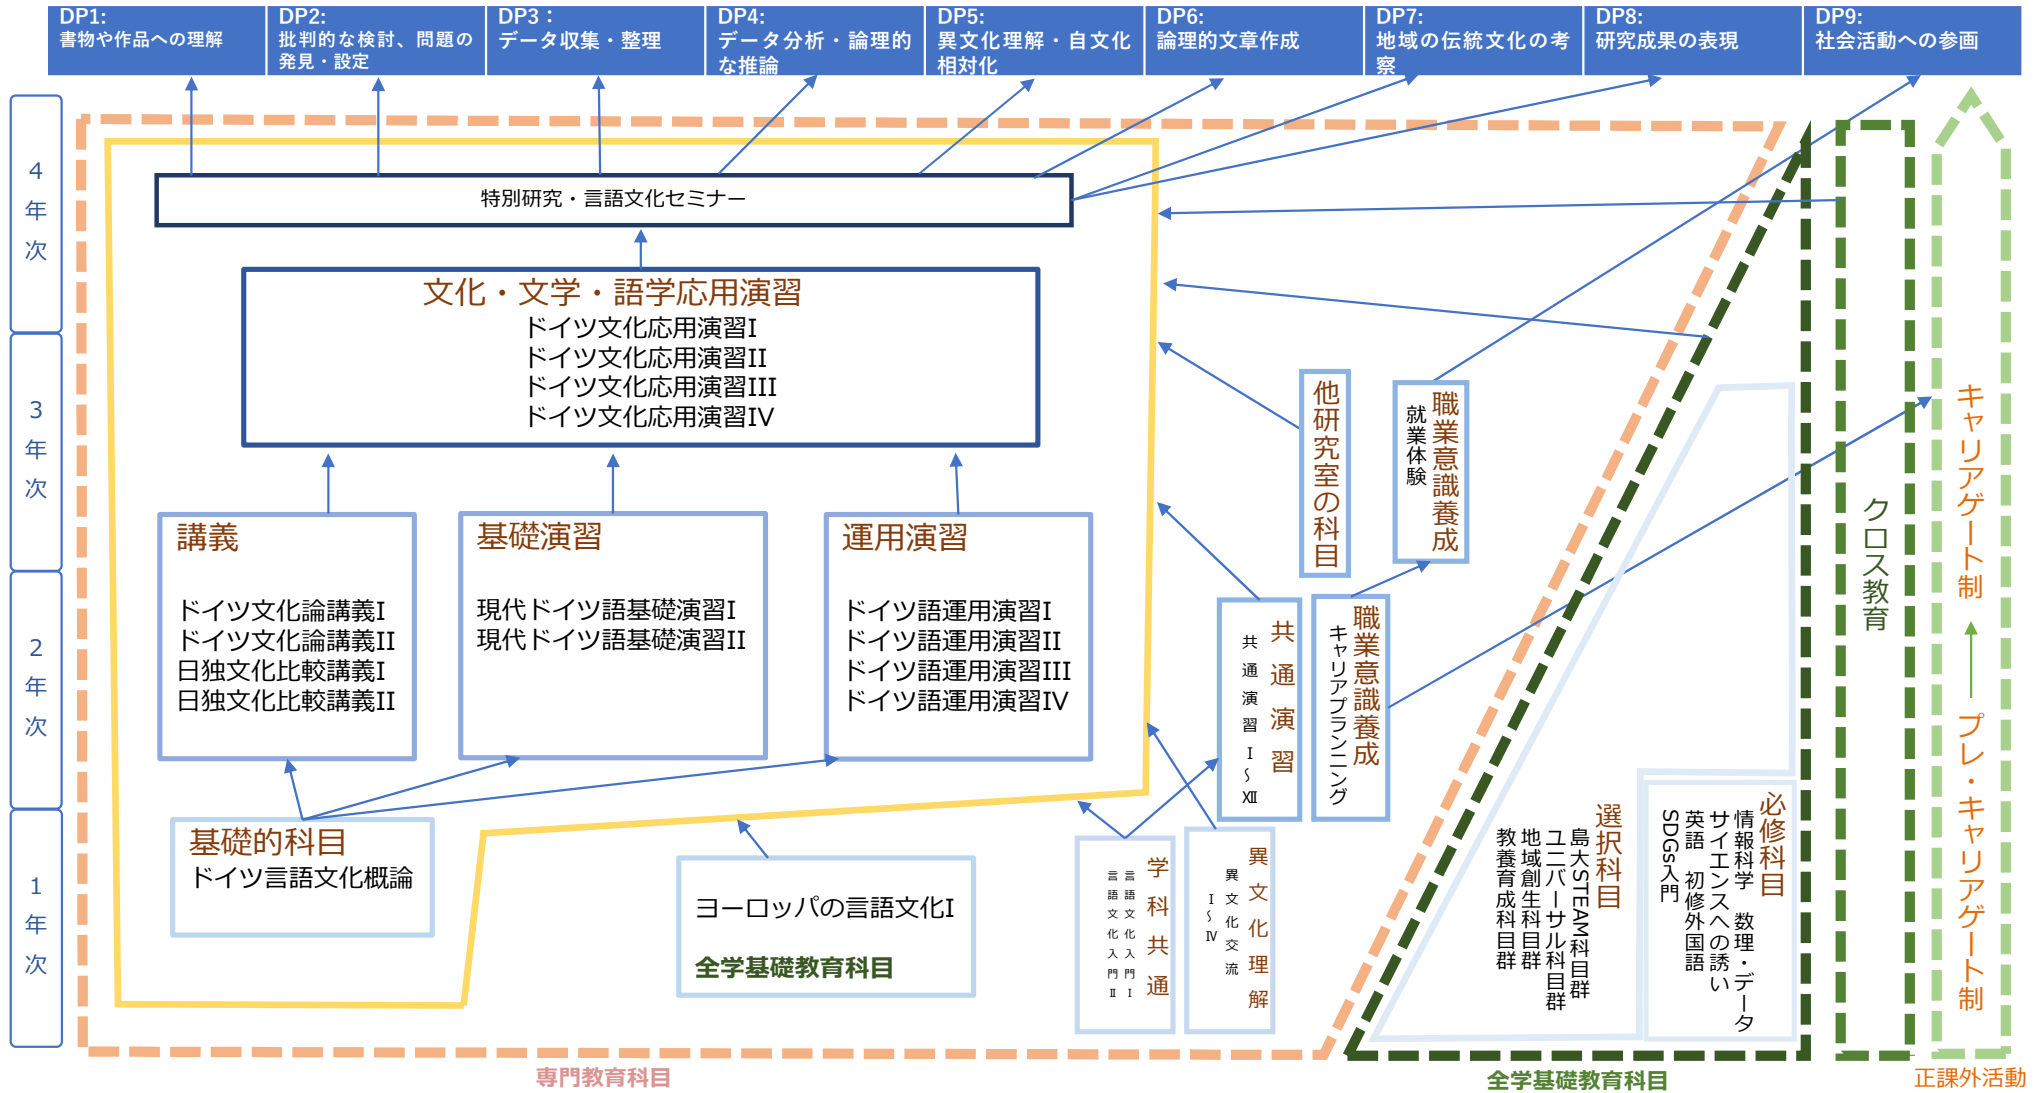 DP1:
書物や作品への理解
DP2:
批判的な検討、問題の
発見・設定
DP3：
データ収集・整理
DP4:
データ分析・論理的
な推論
DP5:
異文化理解・自文化
相対化
DP6:
論理的文章作成
DP7:
地域の伝統文化の考
察
DP8:
研究成果の表現
DP9:
社会活動への参画
4年次
3年次
2年次
1年次
特別研究・言語文化セミナー
文化・文学・語学応用演習
ドイツ文化応用演習I
ドイツ文化応用演習II
ドイツ文化応用演習III
ドイツ文化応用演習IV
講義
ドイツ文化論講義I
ドイツ文化論講義II
日独文化比較講義I
日独文化比較講義II
基礎演習
現代ドイツ語基礎演習I
現代ドイツ語基礎演習II
運用演習
ドイツ語運用演習I
ドイツ語運用演習II
ドイツ語運用演習III
ドイツ語運用演習IV
基礎的科目
ドイツ言語文化概論
ヨーロッパの言語文化I
全学基礎教育科目
学科共通
言語文化入門Ⅰ
言語文化入門Ⅱ
異文化理解
異文化交流
Ⅰ～Ⅳ
共通演習
共通演習Ⅰ～Ⅻ
職業意識養成
キャリアプランニング
他研究室の科目
職業意識養成
就業体験
選択科目
島大STEAM科目群
ユニバーサル科目群
地域創生科目群
教養育成科目群
必修科目
情報科学　数理・データ
サイエンスへの誘い
英語　初修外国語
SDGs入門
クロス教育
キャリアゲート制
プレ・キャリアゲート制
専門教育科目
全学基礎教育科目
正課外活動